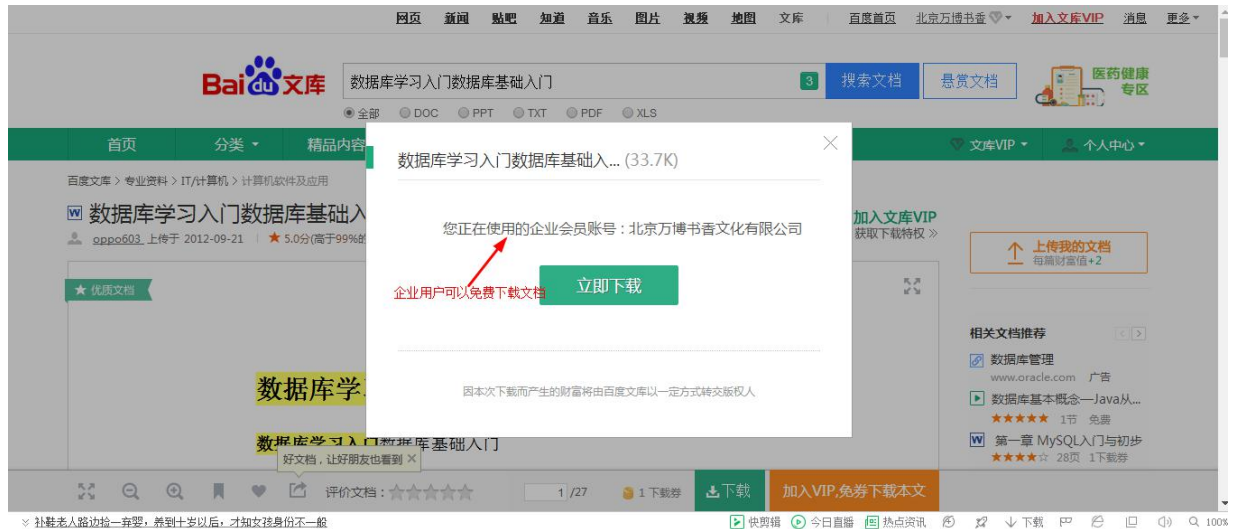 网页 新闻 贴吧 知道 音乐 图片 视频 地图 文库 百度首页 北京万博书香 加入文库VIP 消息 更多
Bai du 文库 数据库学习入门数据库基础入门 3 搜索文档 悬赏文档 医药健康
专区
全部 DOC PPT TXT PDF XLS
首页 分类 精品内容 文库VIP 个人中心
数据库学习入门数据库基础入... (33.7K)
百度文库 > 专业资料 > IT/计算机 > 计算机软件及应用
数据库学习入门数据库基础入
加入文库VIP
获取下载特权
oppo603 上传于 2012-09-21 5.0分(高于99%的
您正在使用的企业会员账号:北京万博书香文化有限公司
上传我的文档
每篇财富值+2
优质文档
企业用户可以免费下载文档
立即下载
相关文档推荐
数据库管理
www.oracle.com 广告
数据库基本概念—Java从...
1节 免费
第一章 MySQL入门与初步
28页 1下载券
因本次下载而产生的财富将由百度文库以一定方式转交版权人
数据库学
数据库学习入门数据库基础入门
好文档,让好朋友也看到
评价文档: 1 /27 1 下载券 下载 加入VIP,免券下载本文
补鞋老人路边捡一弃婴,养到十岁以后,才知女孩身份不一般 快剪辑 今日直播 热点资讯 下载 100%